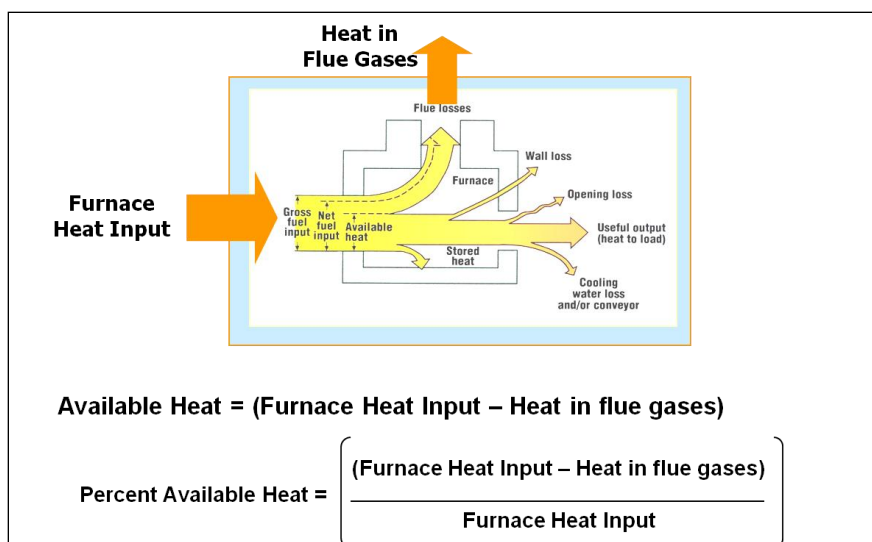 Heat in
Flue Gases
Flue losses
Wall loss
Furnace
Opening loss
Furnace
Heat Input
Gross
fuel
input
Net
fuel
input
Available
heat
Useful output
(heat to load)
Stored
heat
Cooling
water loss
and/or conveyor
Available Heat = (Furnace Heat Input – Heat in flue gases)
Percent Available Heat =
(Furnace Heat Input – Heat in flue gases)
Furnace Heat Input